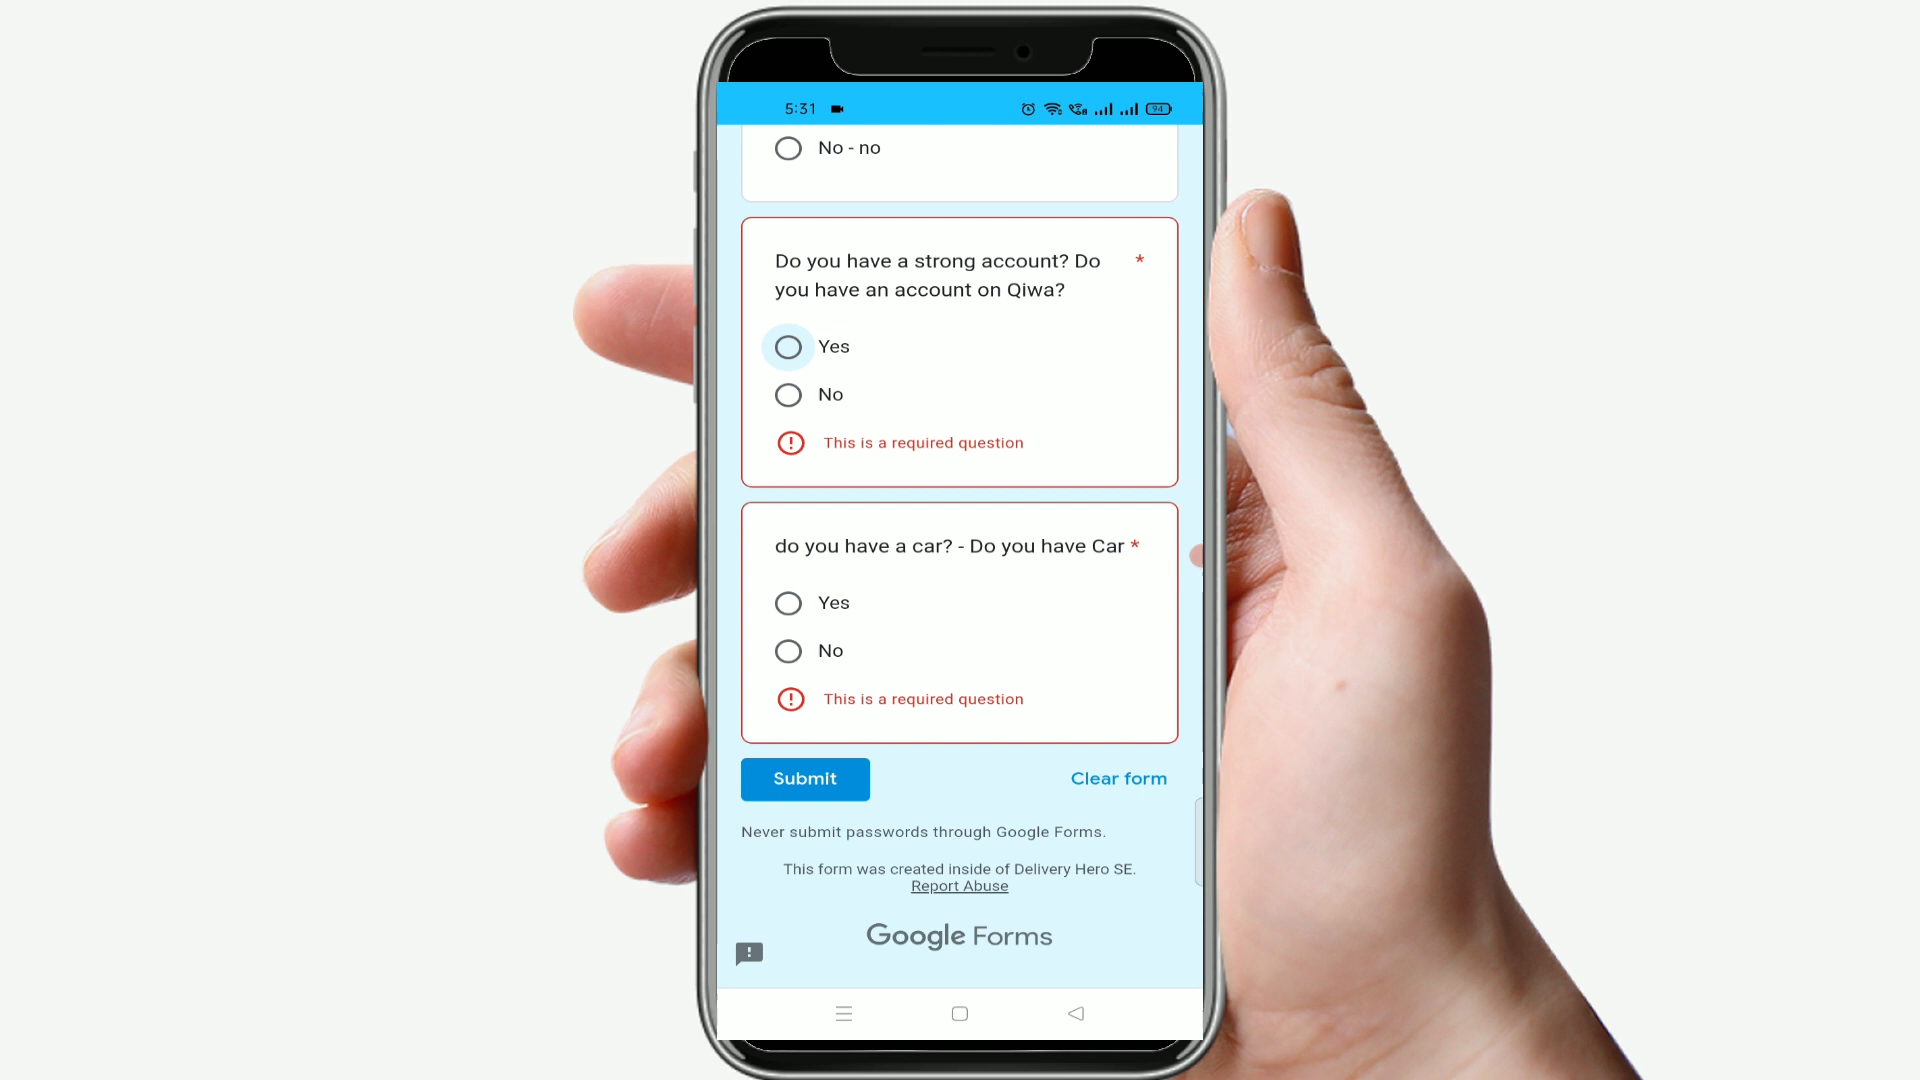 5:31
94
No - no
Do you have a strong account? Do *
you have an account on Qiwa?
Yes
No
This is a required question
do you have a car? - Do you have Car *
Yes
No
This is a required question
Submit
Clear form
Never submit passwords through Google Forms.
This form was created inside of Delivery Hero SE.
Report Abuse
Google Forms